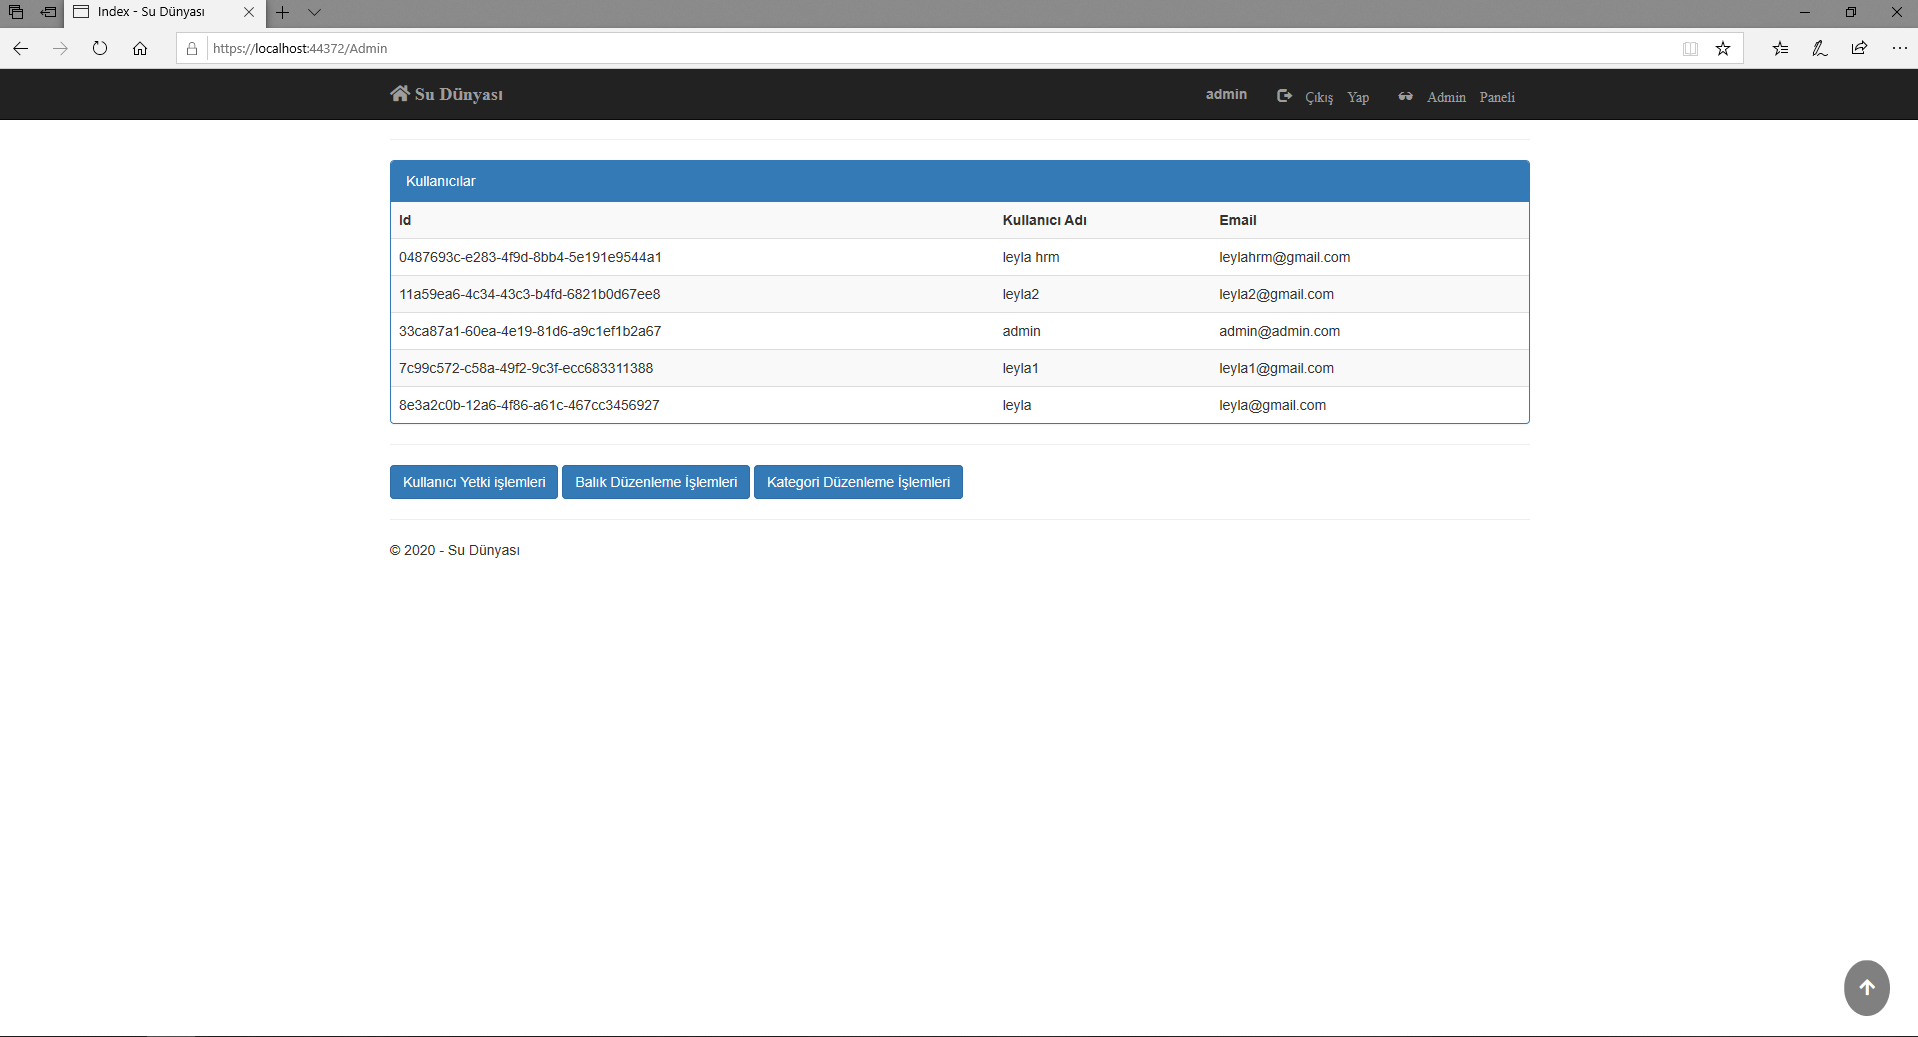 Index - Su Dünyası
https://localhost:44372/Admin
Su Dünyası admin Çıkış Yap Admin Paneli
Kullanıcılar
Id Kullanıcı Adı Email
0487693c-e283-4f9d-8bb4-5e191e9544a1 leyla hrm leylahrm@gmail.com
11a59ea6-4c34-43c3-b4fd-6821b0d67ee8 leyla2 leyla2@gmail.com
33ca87a1-60ea-4e19-81d6-a9c1ef1b2a67 admin admin@admin.com
7c99c572-c58a-49f2-9c3f-ecc683311388 leyla1 leyla1@gmail.com
8e3a2c0b-12a6-4f86-a61c-467cc3456927 leyla leyla@gmail.com
Kullanıcı Yetki işlemleri Balık Düzenleme İşlemleri Kategori Düzenleme İşlemleri
© 2020 - Su Dünyası